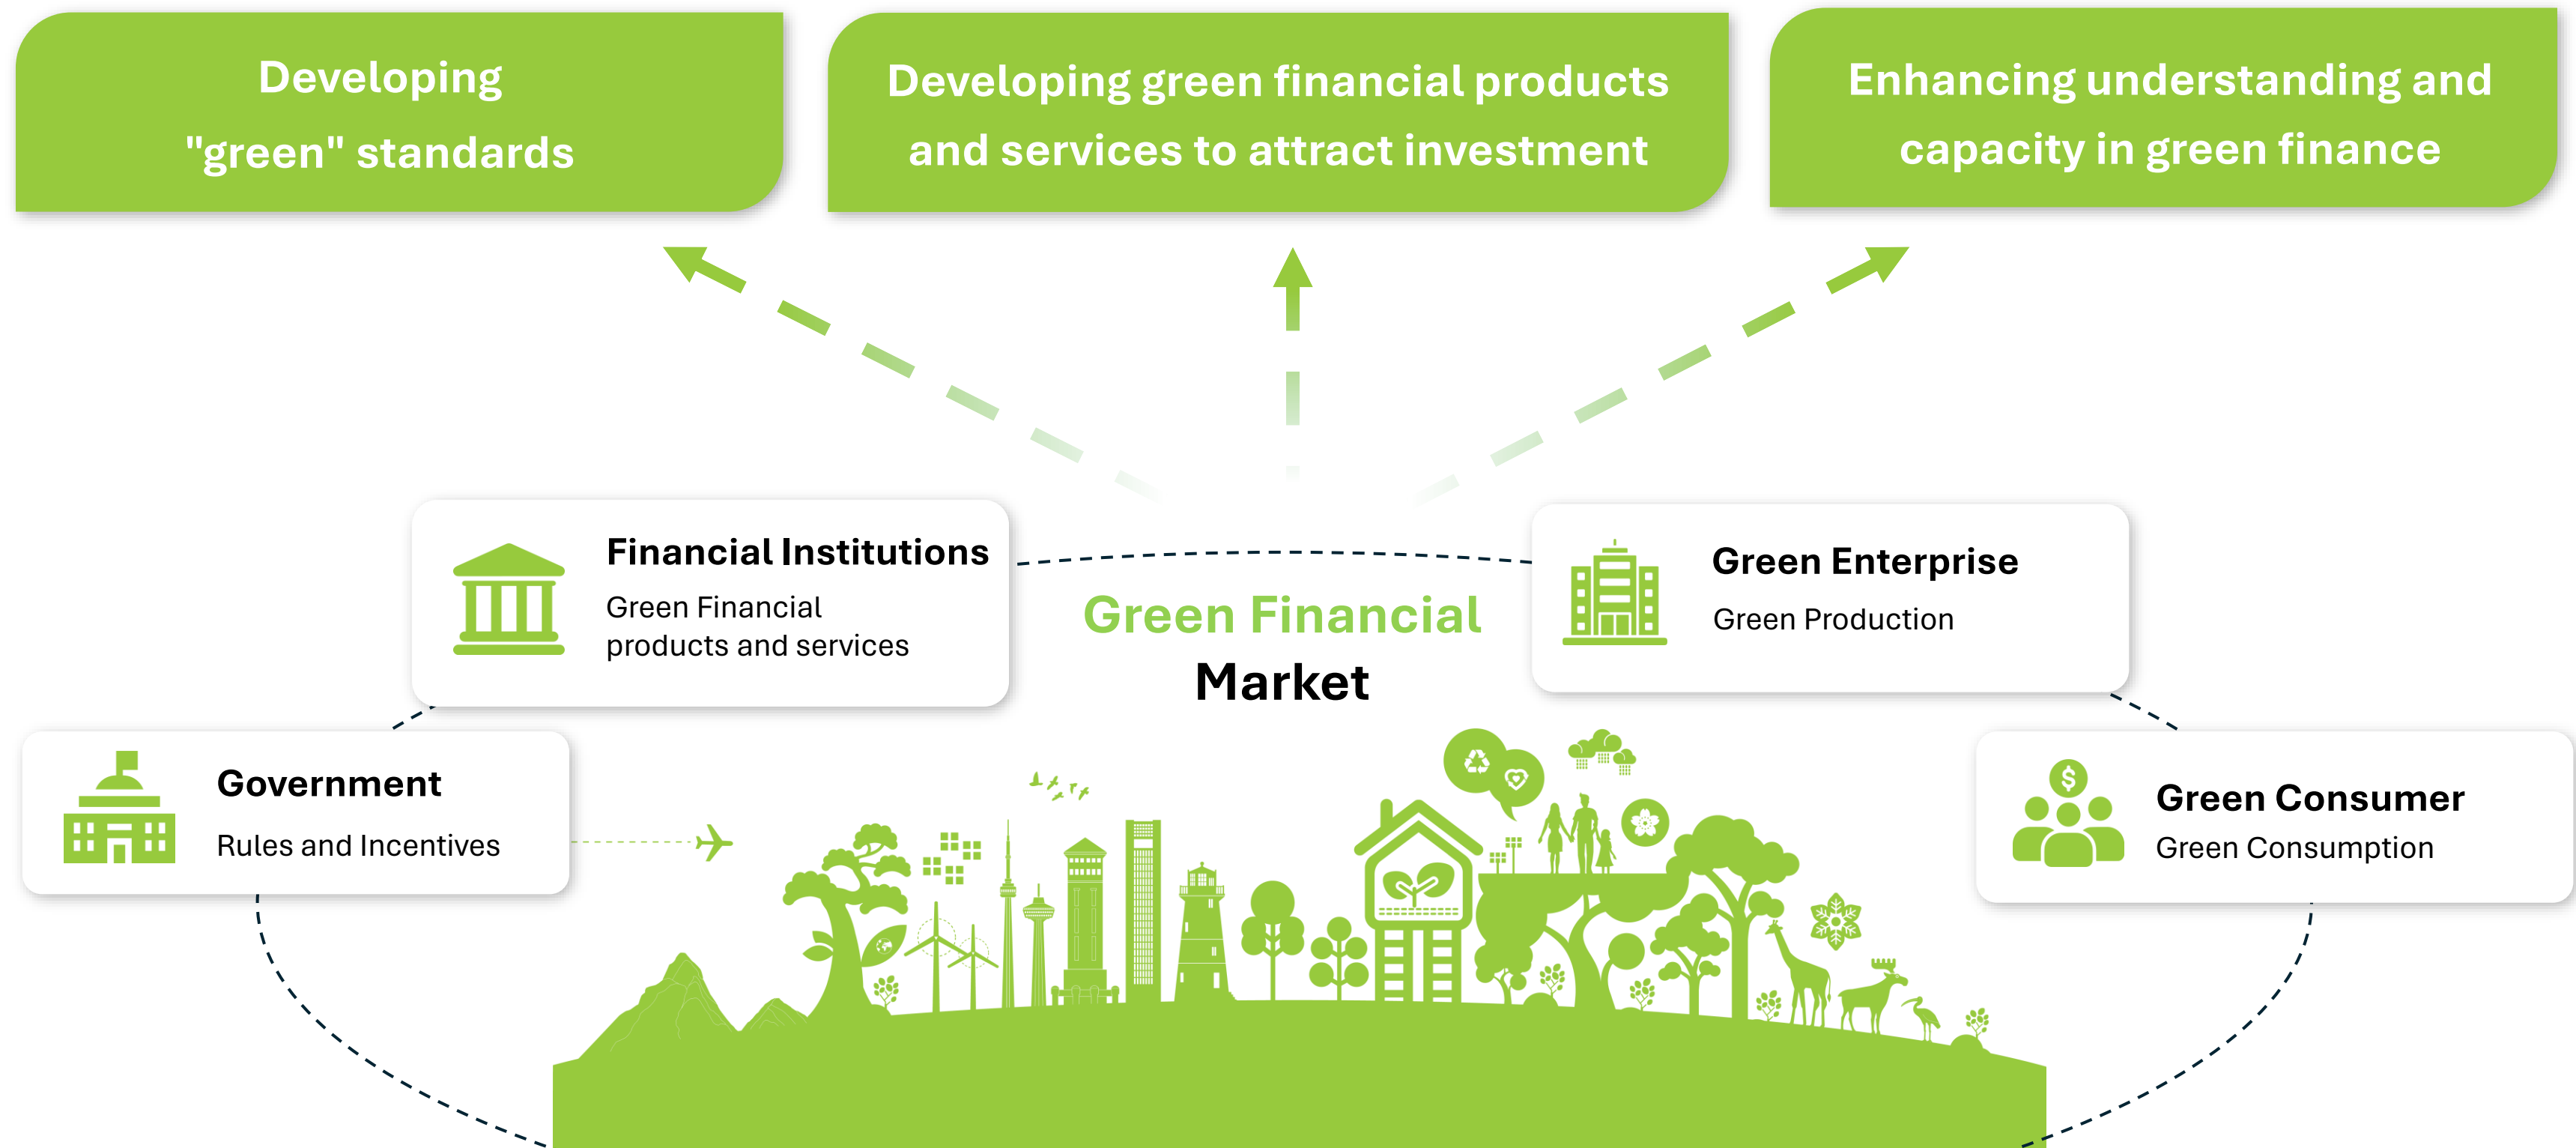 Developing
"green" standards
Developing green financial products
and services to attract investment
Enhancing understanding and
capacity in green finance
Financial Institutions
Green Financial
products and services
Green Financial
Market
Green Enterprise
Green Production
Government
Rules and Incentives
$
Green Consumer
Green Consumption